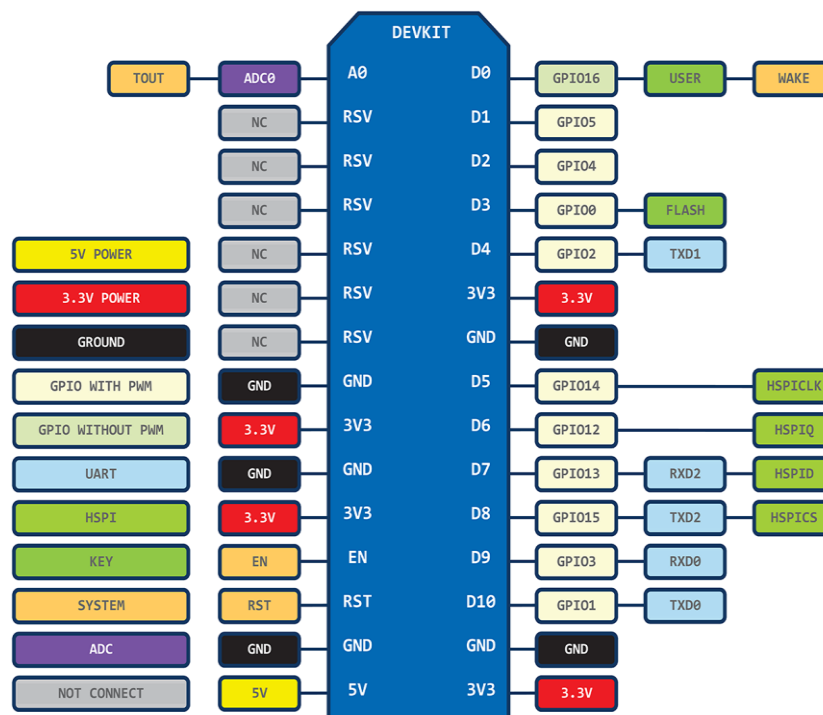 DEVKIT
TOUT ADC0 A0 D0 GPIO16 USER WAKE
NC RSV D1 GPIO5
NC RSV D2 GPIO4
NC RSV D3 GPIO0 FLASH
5V POWER NC RSV D4 GPIO2 TXD1
3.3V POWER NC RSV 3V3 3.3V
GROUND NC RSV GND GND
GPIO WITH PWM GND GND D5 GPIO14 HSPICLK
GPIO WITHOUT PWM 3.3V 3V3 D6 GPIO12 HSPIQ
UART GND GND D7 GPIO13 RXD2 HSPID
HSPI 3.3V 3V3 D8 GPIO15 TXD2 HSPICS
KEY EN EN D9 GPIO3 RXD0
SYSTEM RST RST D10 GPIO1 TXD0
ADC GND GND GND GND
NOT CONNECT 5V 5V 3V3 3.3V